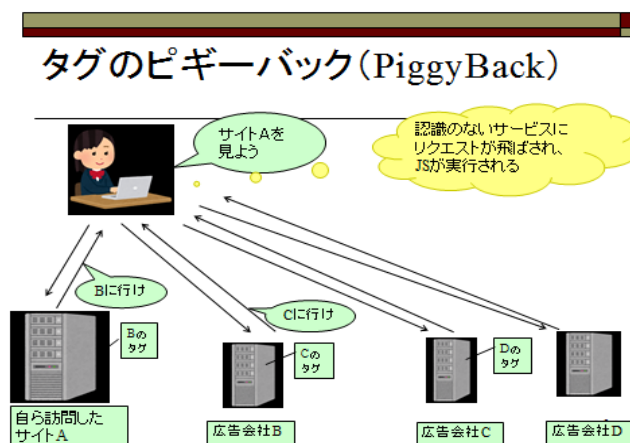 タグのピギーバック(PiggyBack)
サイトAを
見よう
認識のないサービスに
リクエストが飛ばされ、
JSが実行される
Bに行け
Cに行け
Bの
タグ
Cの
タグ
Dの
タグ
自ら訪問した
サイトA
広告会社B
広告会社C
広告会社D